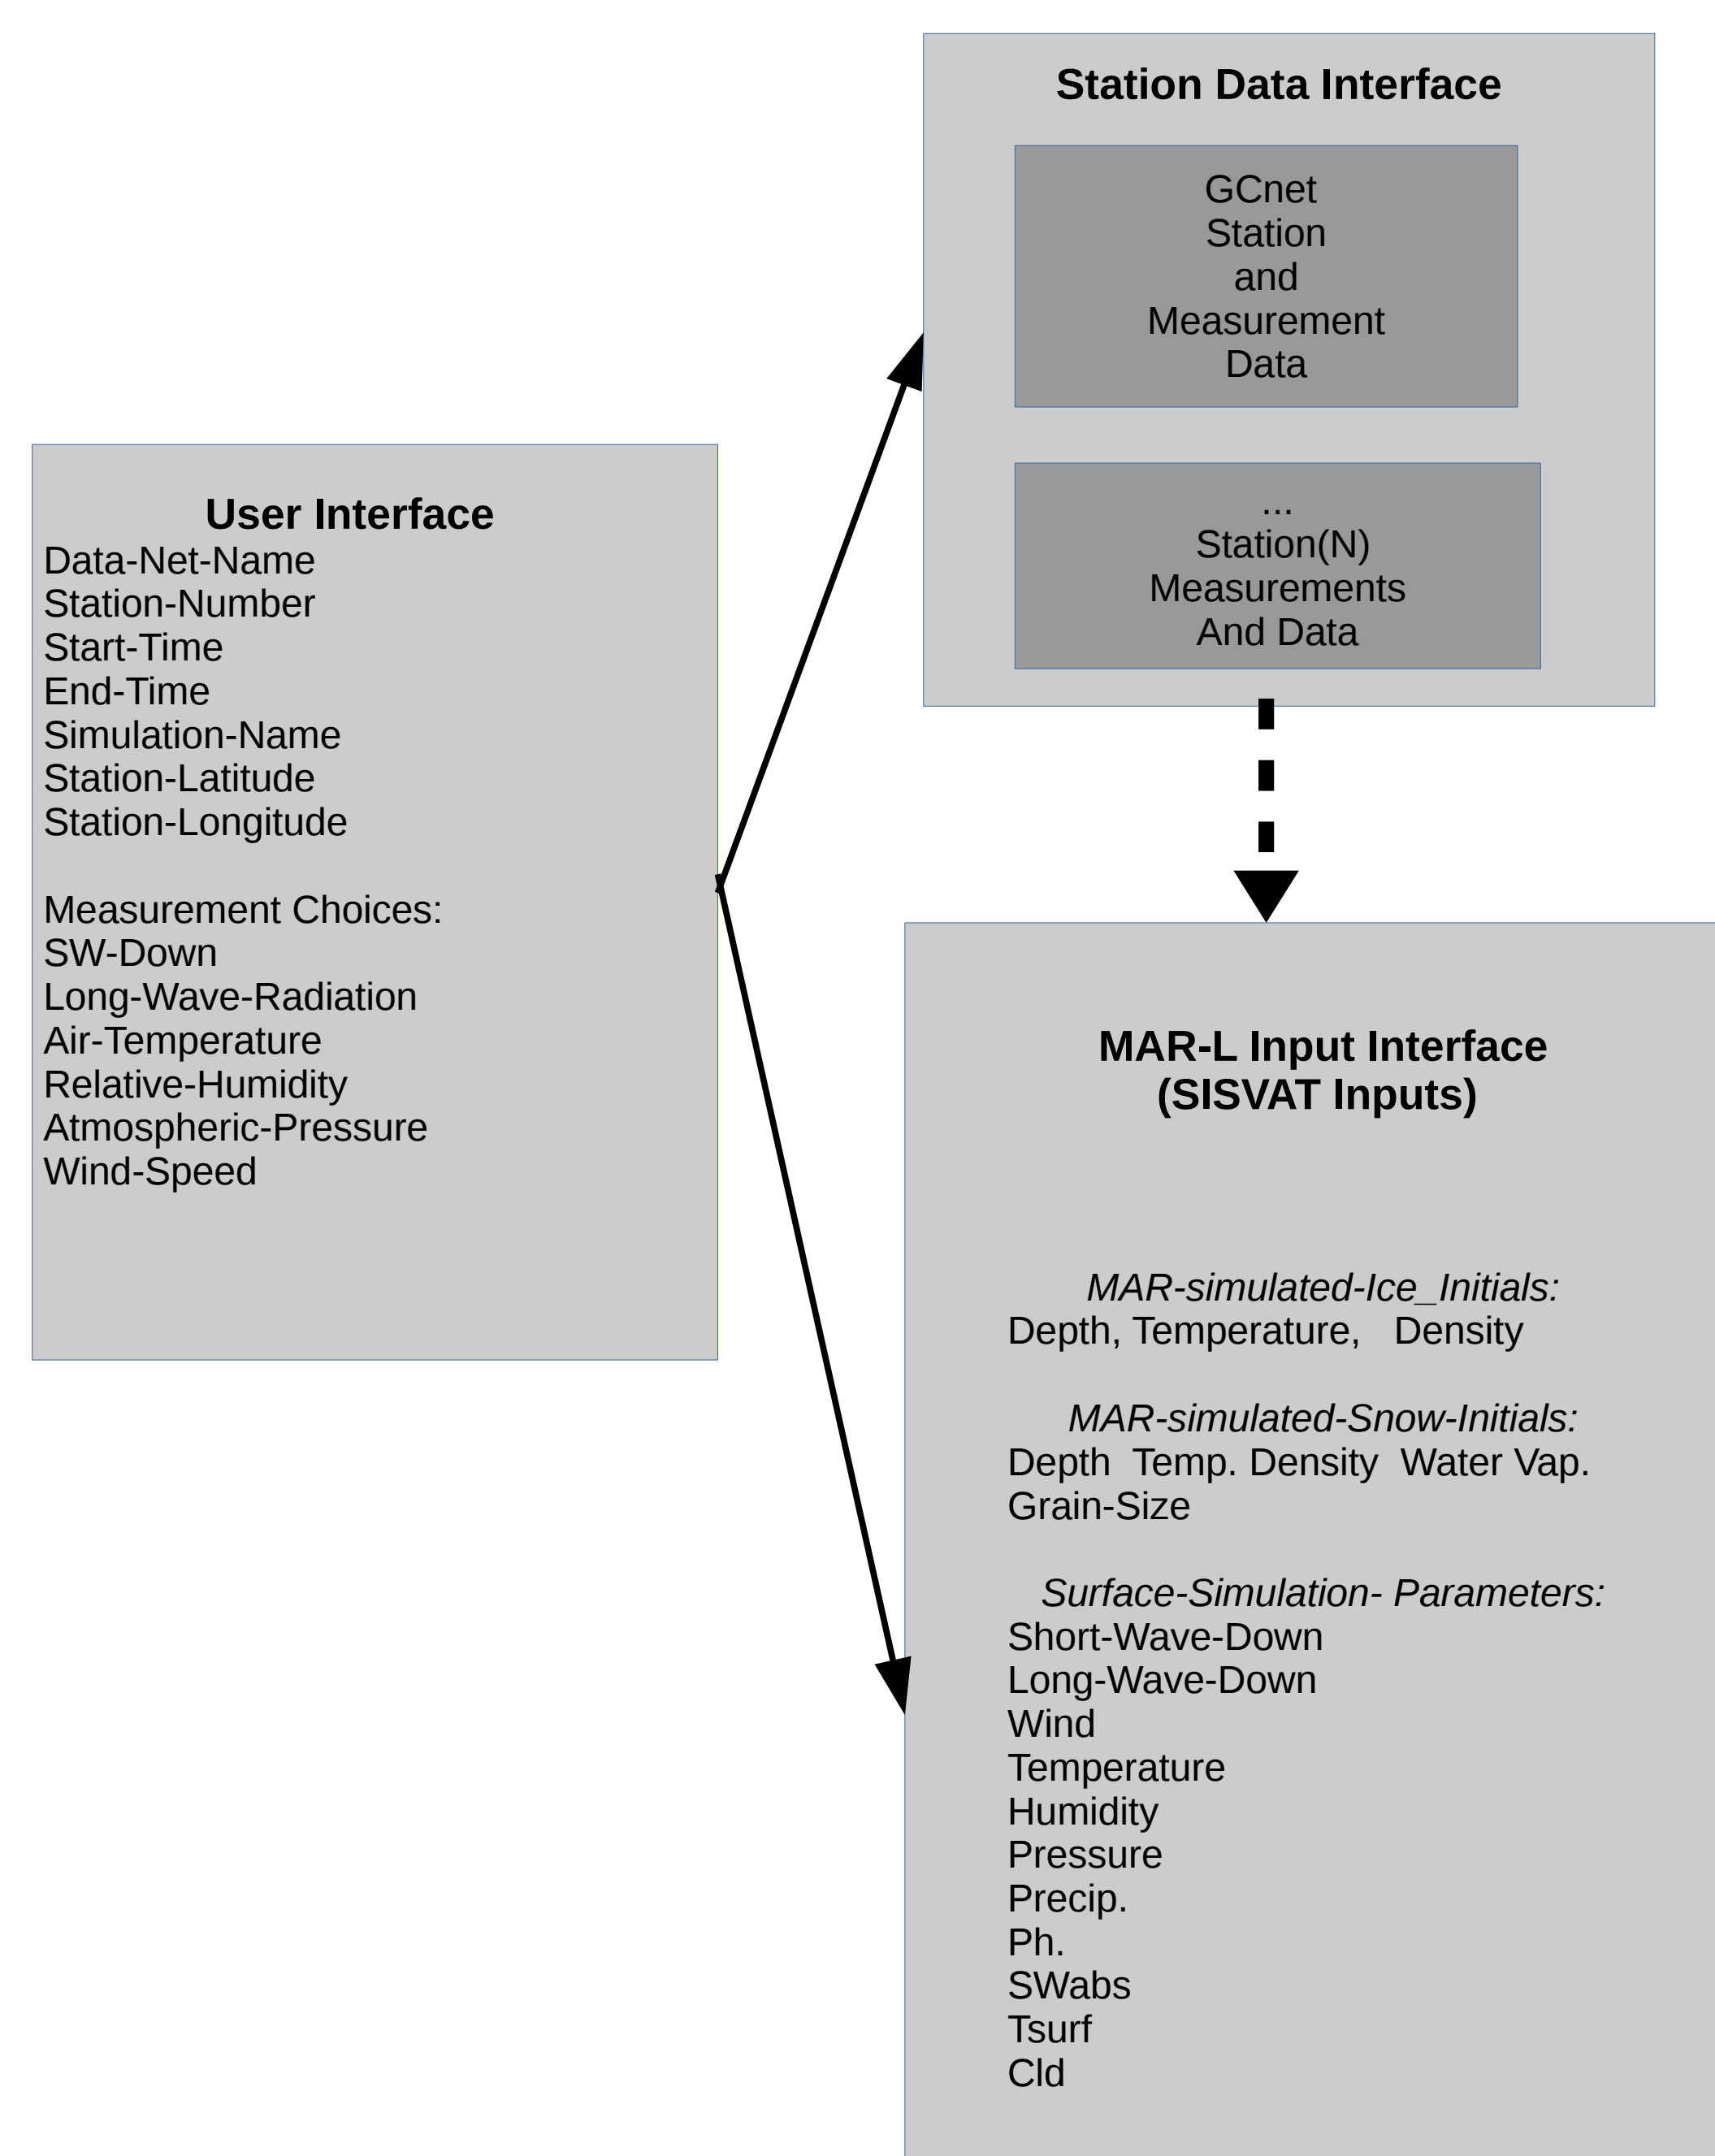 Station Data Interface
GCnet
Station
and
Measurement
Data
...
Station(N)
Measurements
And Data
User Interface
Data-Net-Name
Station-Number
Start-Time
End-Time
Simulation-Name
Station-Latitude
Station-Longitude
Measurement Choices:
SW-Down
Long-Wave-Radiation
Air-Temperature
Relative-Humidity
Atmospheric-Pressure
Wind-Speed
MAR-L Input Interface
(SISVAT Inputs)
MAR-simulated-Ice_Initials:
Depth, Temperature,   Density
MAR-simulated-Snow-Initials:
Depth  Temp. Density  Water Vap.
Grain-Size
Surface-Simulation- Parameters:
Short-Wave-Down
Long-Wave-Down
Wind
Temperature
Humidity
Pressure
Precip.
Ph.
SWabs
Tsurf
Cld